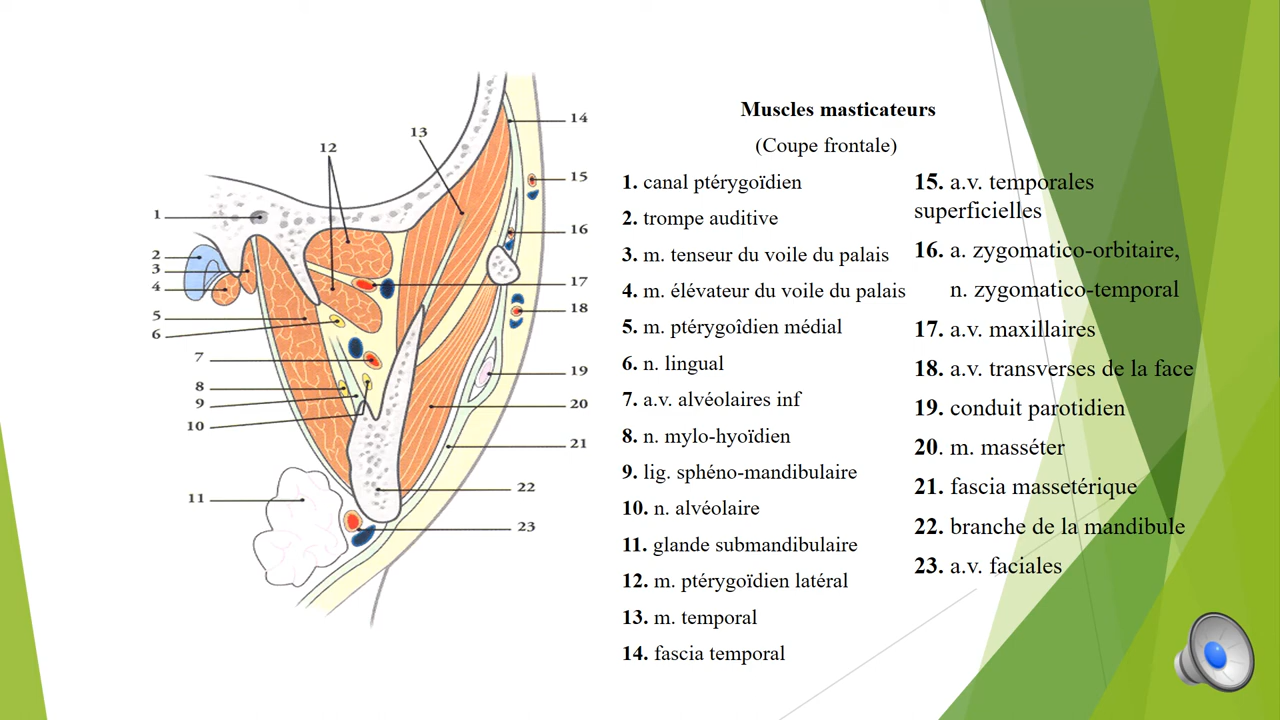 13
12
14
15
1
16
2
3
17
4
18
5
6
7
19
8
9
20
10
21
22
11
23
Muscles masticateurs
(Coupe frontale)
1. canal ptérygoïdien
2. trompe auditive
3. m. tenseur du voile du palais
4. m. élévateur du voile du palais
5. m. ptérygoîdien médial
6. n. lingual
7. a.v. alvéolaires inf
8. n. mylo-hyoïdien
9. lig. sphéno-mandibulaire
10. n. alvéolaire
11. glande submandibulaire
12. m. ptérygoïdien latéral
13. m. temporal
14. fascia temporal
15. a.v. temporales
superficielles
16. a. zygomatico-orbitaire,
n. zygomatico-temporal
17. a.v. maxillaires
18. a.v. transverses de la face
19. conduit parotidien
20. m. masséter
21. fascia massetérique
22. branche de la mandibule
23. a.v. faciales